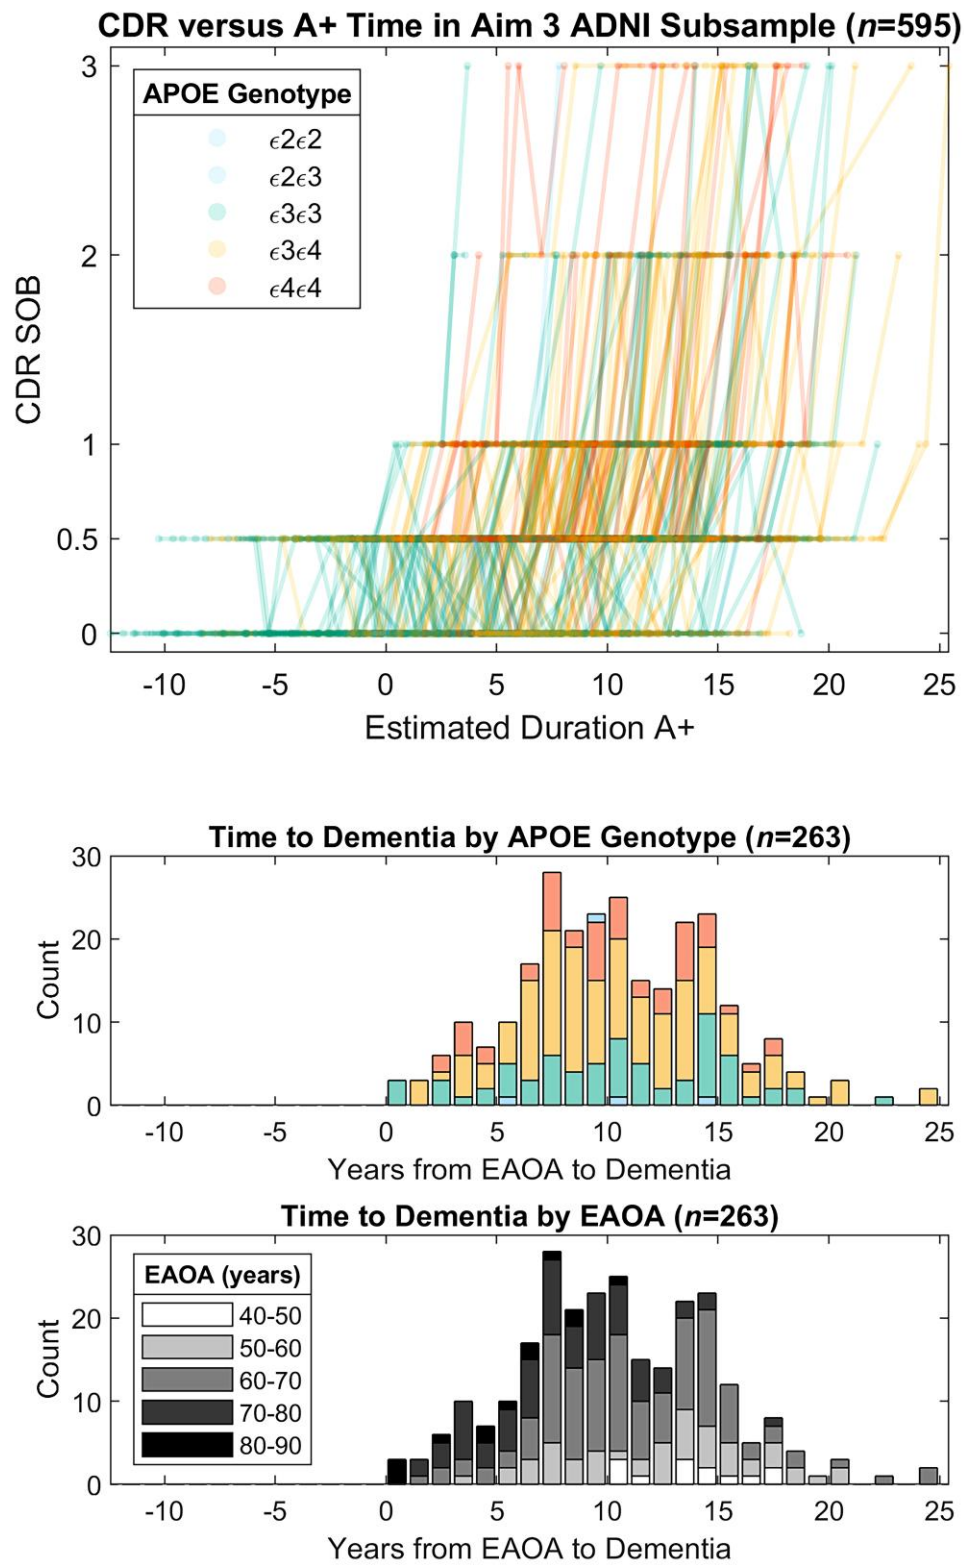 CDR versus A+ Time in Aim 3 ADNI Subsample (n=595)
3
2
1
0.5
0
CDR SOB
APOE Genotype
ϵ2ϵ2
ϵ2ϵ3
ϵ3ϵ3
ϵ3ϵ4
ϵ4ϵ4
-10 -5 0 5 10 15 20 25
Estimated Duration A+
Time to Dementia by APOE Genotype (n=263)
30
20
10
0
Count
-10 -5 0 5 10 15 20 25
Years from EAOA to Dementia
Time to Dementia by EAOA (n=263)
30
20
10
0
Count
EAOA (years)
40-50
50-60
60-70
70-80
80-90
-10 -5 0 5 10 15 20 25
Years from EAOA to Dementia